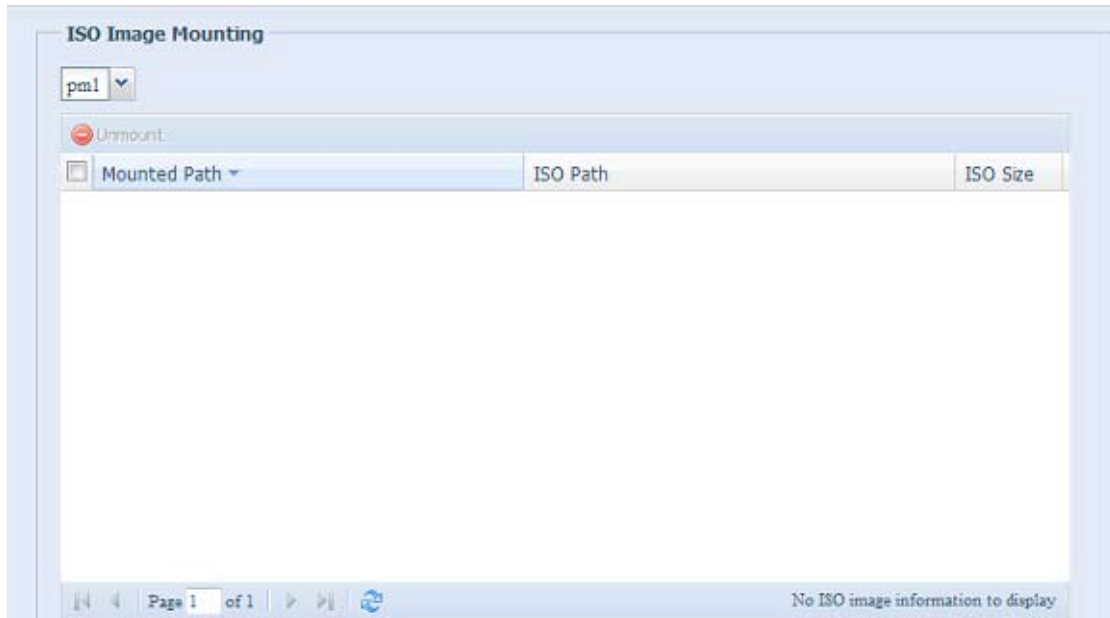 ISO Image Mounting
pm1
Unmount
Mounted Path ISO Path ISO Size
Page 1 of 1 No ISO image information to display